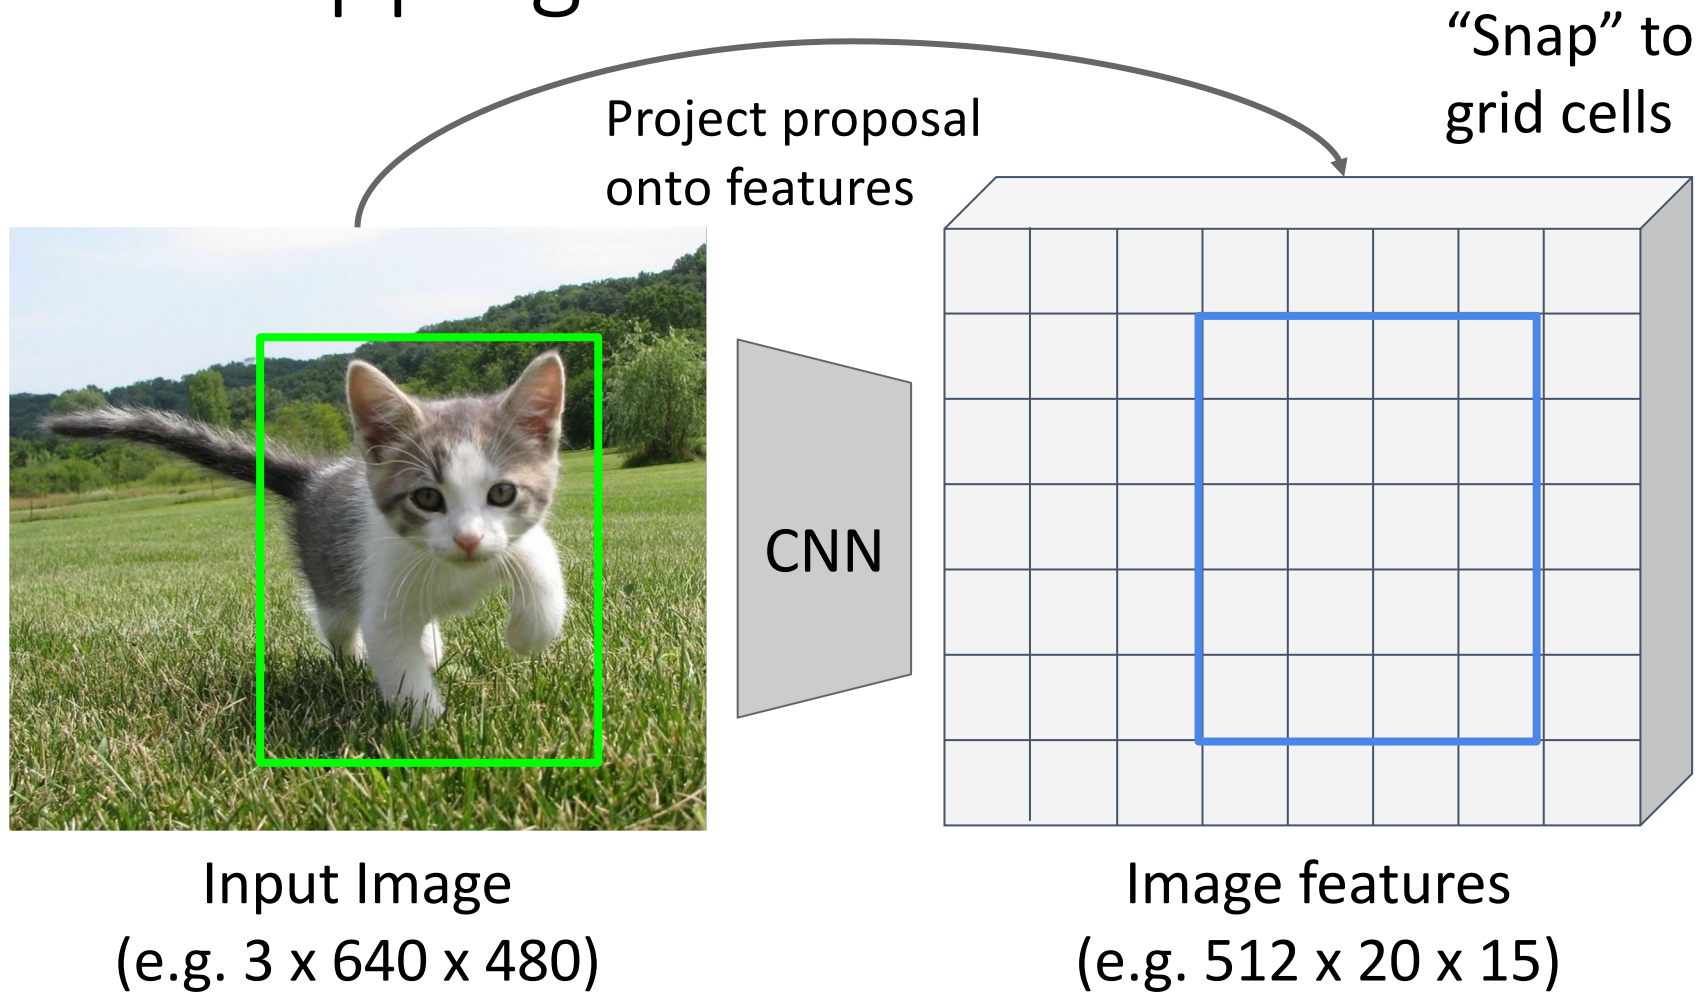 “Snap” to
grid cells
Project proposal
onto features
CNN
Input Image
(e.g. 3 x 640 x 480)
Image features
(e.g. 512 x 20 x 15)